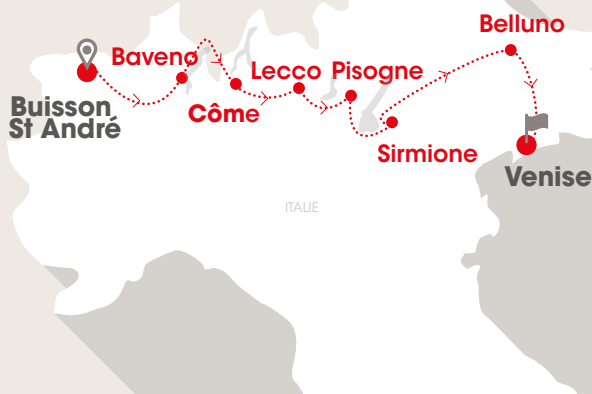 Belluno
Baveno
Lecco
Pisogne
Buisson
St André
Côme
Sirmione
Venise
ITALIE